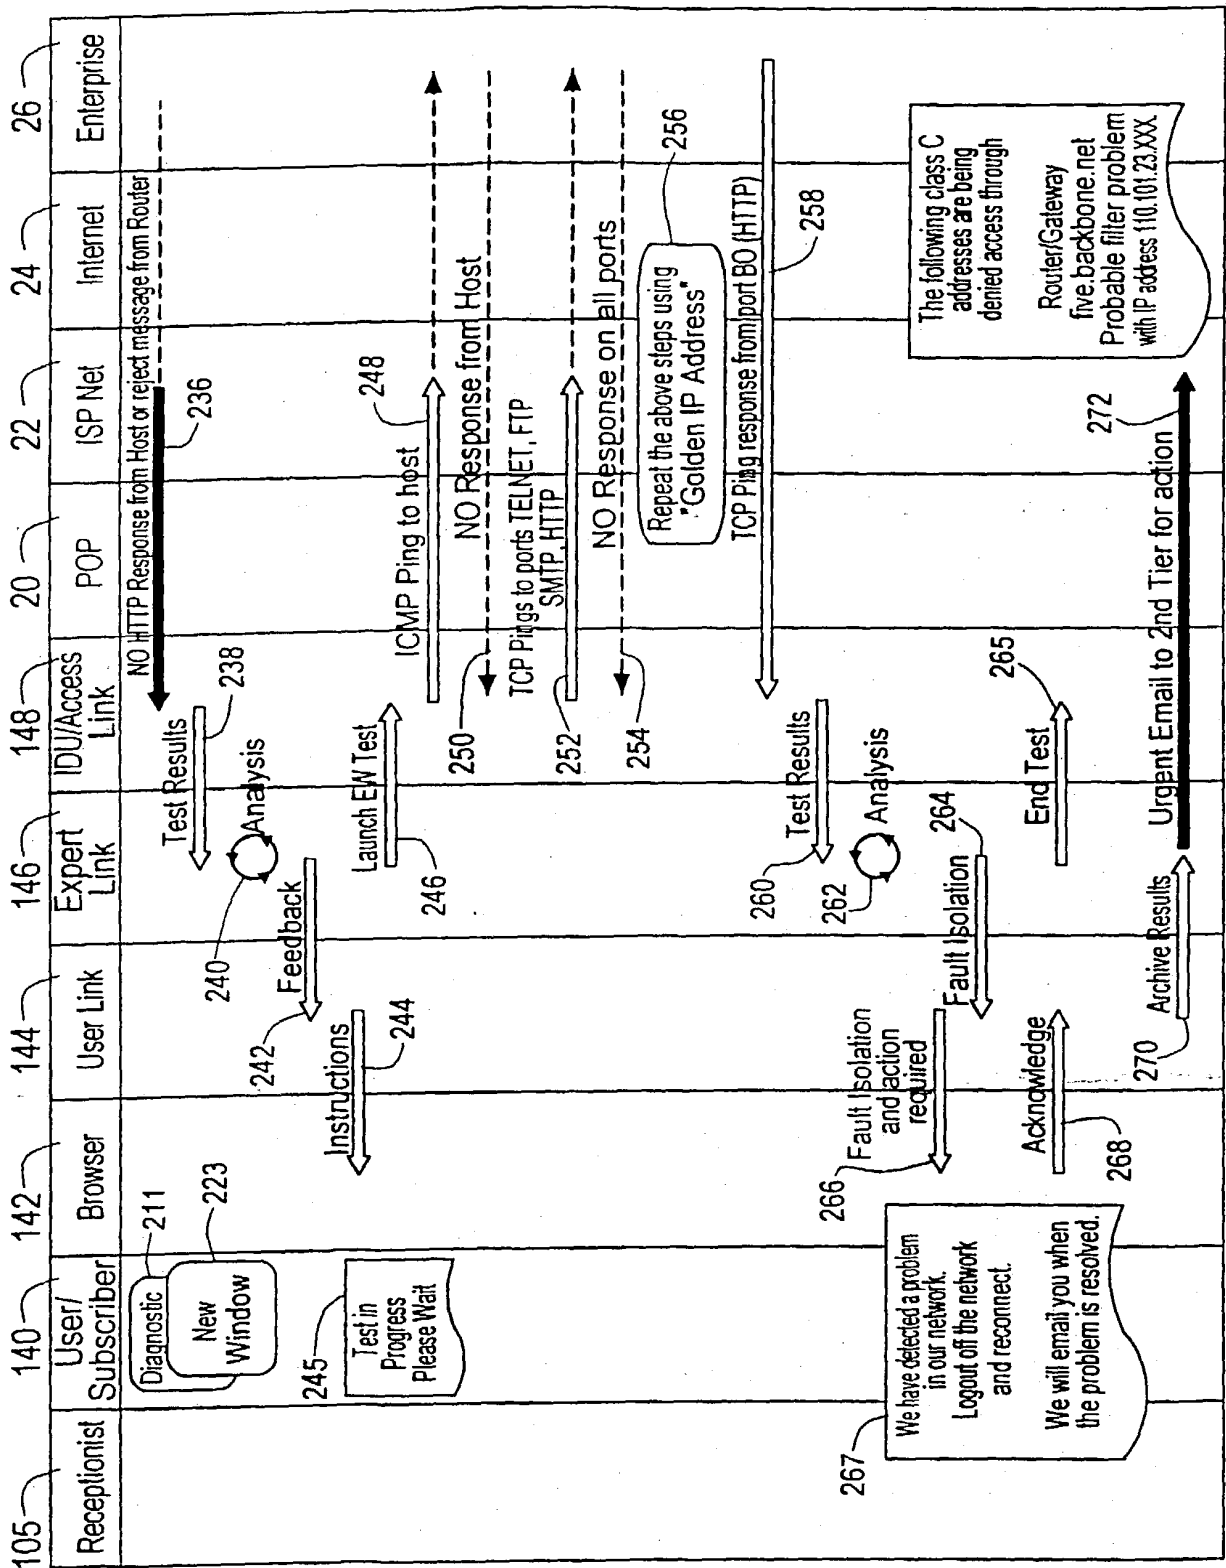 105
140
142
144
146
148
20
22
24
26
Receptionist
User/
Subscriber
Browser
User Link
Expert
Link
IDU/Access
Link
POP
ISP Net
Internet
Enterprise
Diagnostic
211
New
Window
223
NO HTTP Response from Host or reject message from Router
236
Test Results
238
Analysis
240
Feedback
242
Instructions
244
245
Test in
Progress
Please Wait
Launch EW Test
246
ICMP Ping to host
248
NO Response from Host
250
TCP Pings to ports TELNET, FTP
SMTP, HTTP
252
NO Response on all ports
254
Repeat the above steps using
"Golden IP Address"
256
TCP Ping response from port BO (HTTP)
258
Test Results
260
Analysis
262
Fault Isolation
264
Fault Isolation
and action
required
266
End Test
265
Acknowledge
268
267
We have detected a problem
in our network.
Logout off the network
and reconnect.
We will email you when
the problem is resolved.
Archive Results
270
Urgent Email to 2nd Tier for action
272
The following class C
addresses are being
denied access through
Router/Gateway
five.backbone.net
Probable filter problem
with IP address 110.101.23.XXX